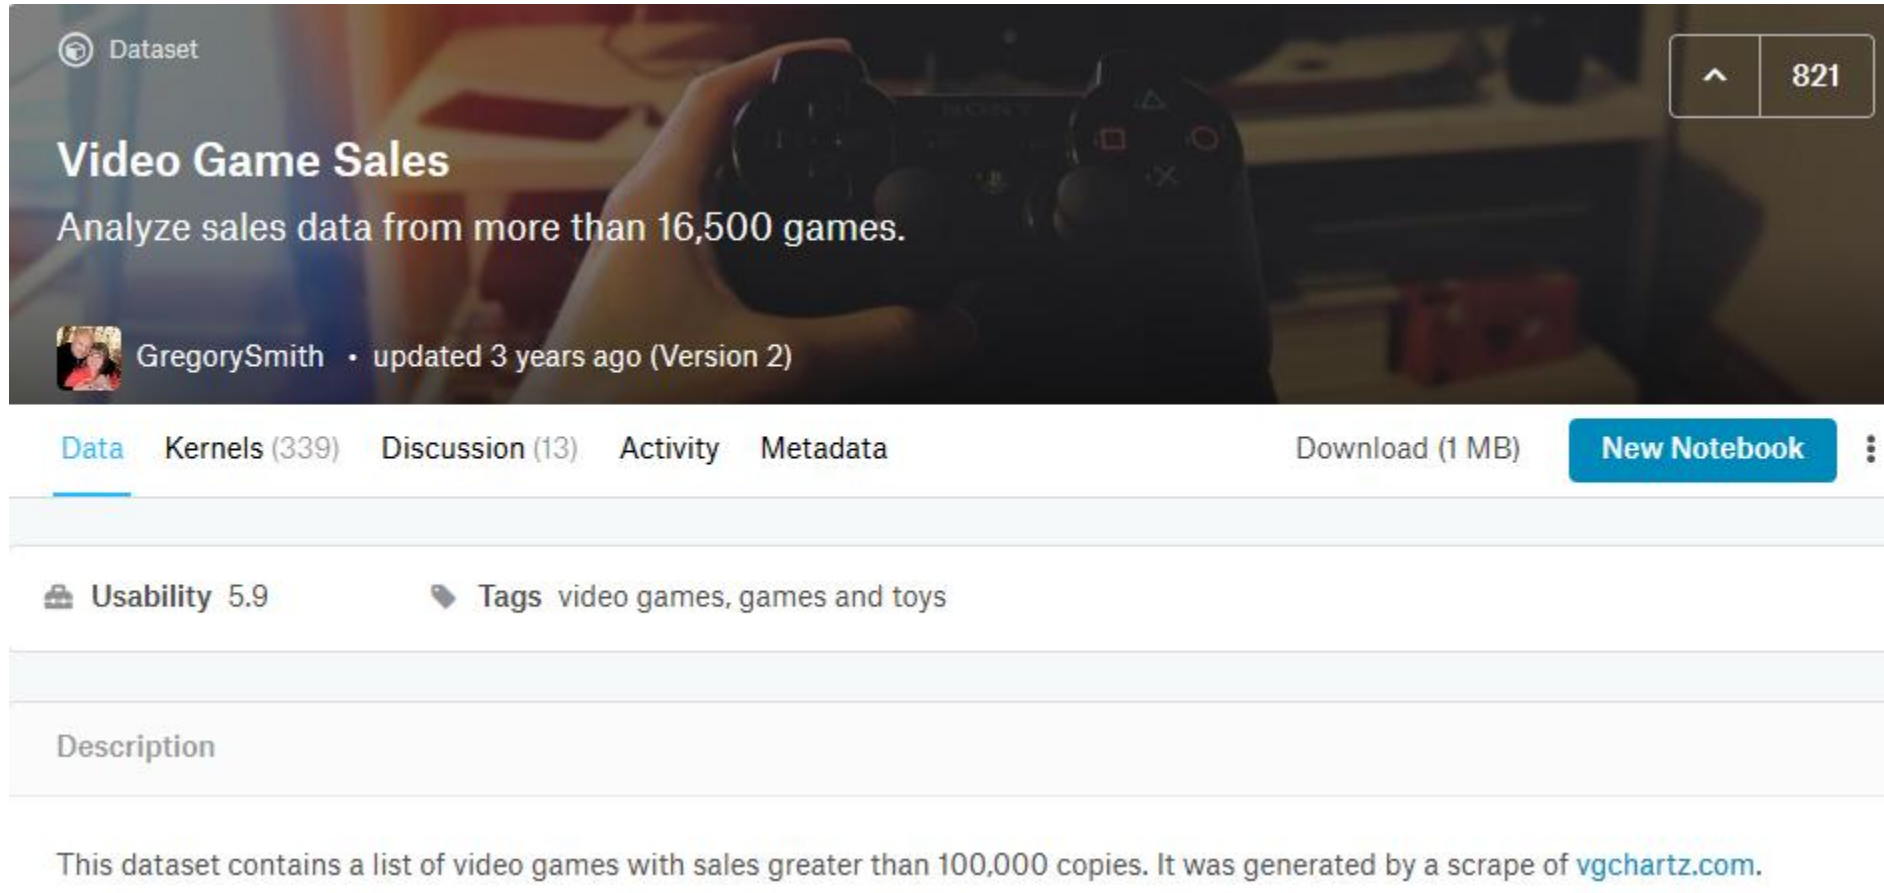 Dataset
821
Video Game Sales
Analyze sales data from more than 16,500 games.
SONY
GregorySmith • updated 3 years ago (Version 2)
Data Kernels (339) Discussion (13) Activity Metadata Download (1 MB) New Notebook
Usability 5.9 Tags video games, games and toys
Description
This dataset contains a list of video games with sales greater than 100,000 copies. It was generated by a scrape of vgchartz.com.